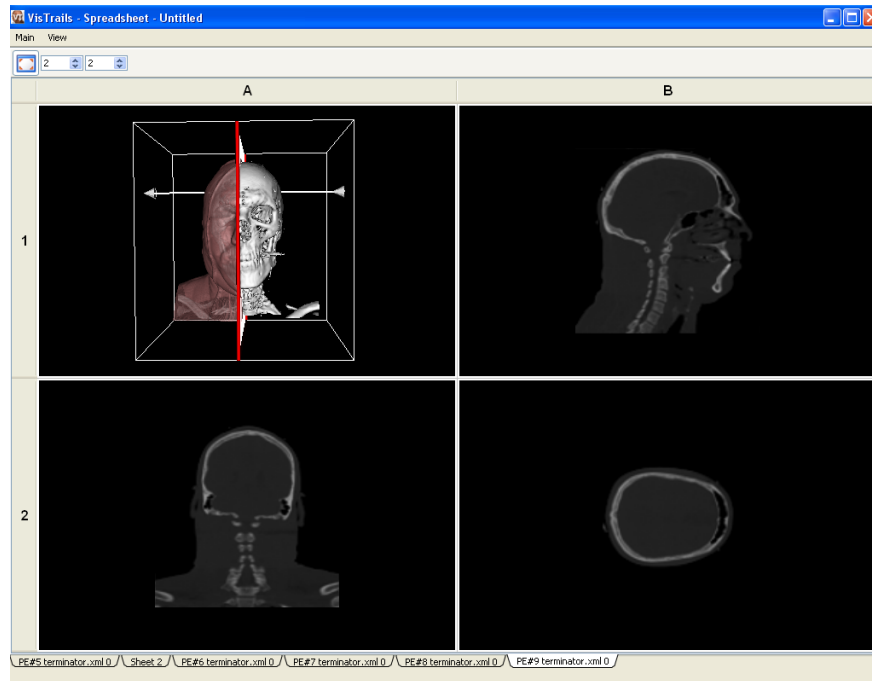 VisTrails - Spreadsheet - Untitled
Main View
2 2
A B
1
2
PE#5 terminator.xml 0 Sheet 2 PE#6 terminator.xml 0 PE#7 terminator.xml 0 PE#8 terminator.xml 0 PE#9 terminator.xml 0